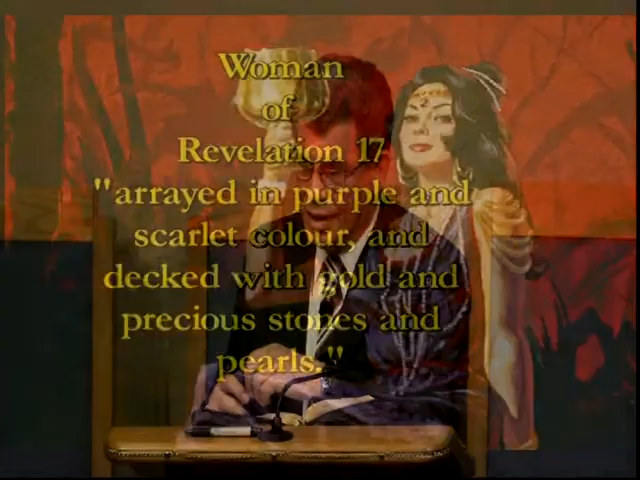 Woman
of
Revelation 17
"arrayed in purple and
scarlet colour, and
decked with gold and
precious stones and
pearls."